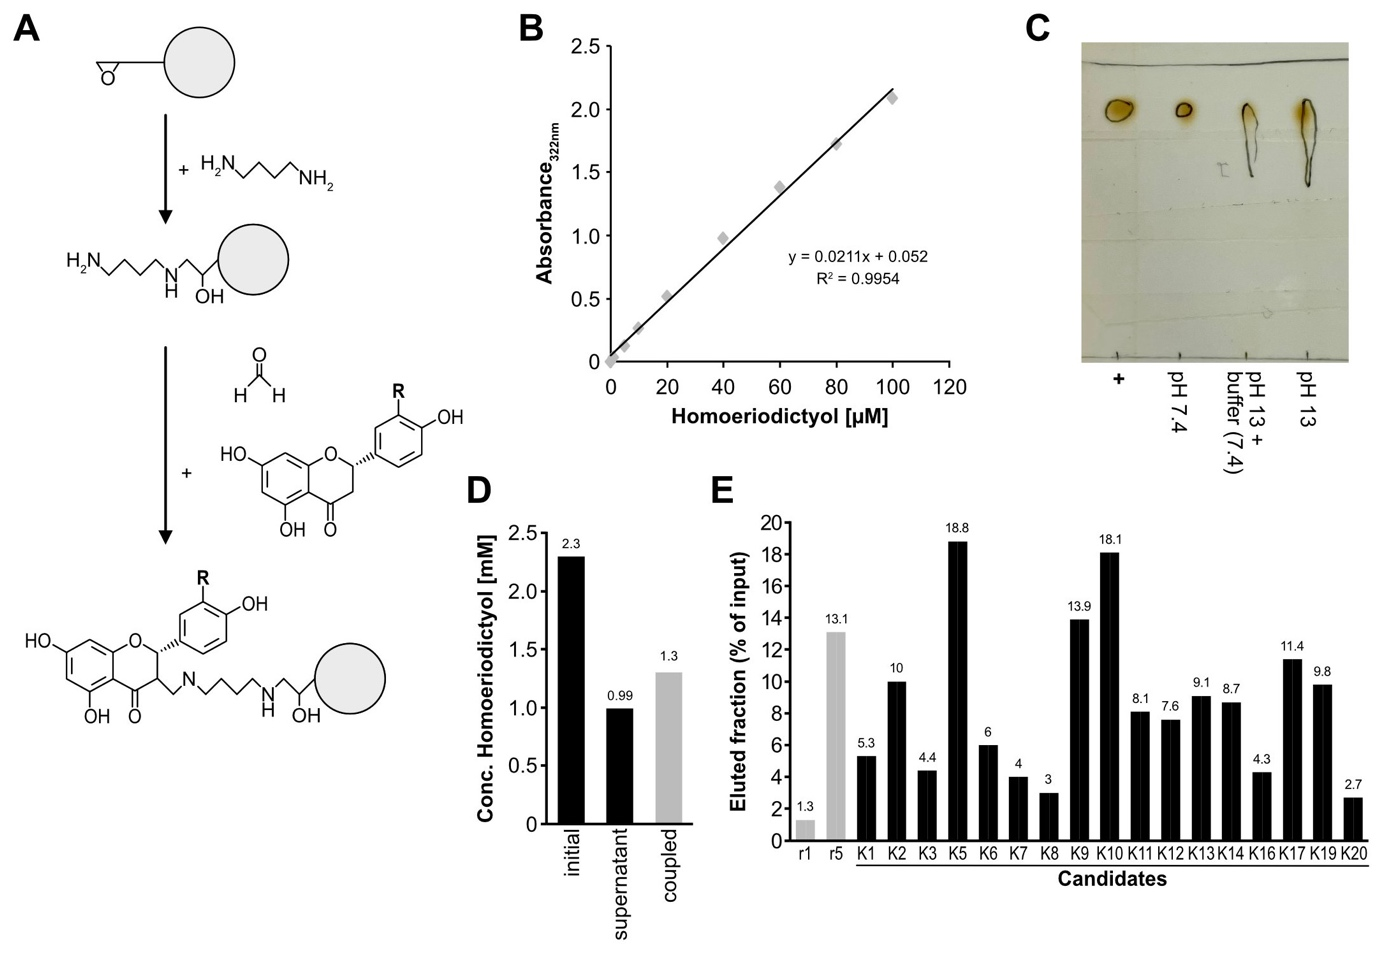 A
O
+
H2N
NH2
H2N
N
H
OH
O
H
H
R
OH
HO
O
+
OH
O
R
OH
HO
O
N
N
H
OH
O
OH
B
2.5
2.0
1.5
1.0
0.5
0
Absorbance322nm
y = 0.0211x + 0.052
R2 = 0.9954
0 20 40 60 80 100 120
Homoeriodictyol [µM]
C
+
pH 7.4
pH 13 +
buffer (7.4)
pH 13
D
Conc. Homoeriodictyol [mM]
2.5
2.0
1.5
1.0
0.5
0
2.3
0.99
1.3
initial
supernatant
coupled
E
Eluted fraction (% of input)
20
18
16
14
12
10
8
6
4
2
0
1.3
13.1
5.3
10
4.4
18.8
6
4
3
13.9
18.1
8.1
7.6
9.1
8.7
4.3
11.4
9.8
2.7
r1 r5 K1 K2 K3 K5 K6 K7 K8 K9 K10 K11 K12 K13 K14 K16 K17 K19 K20
Candidates